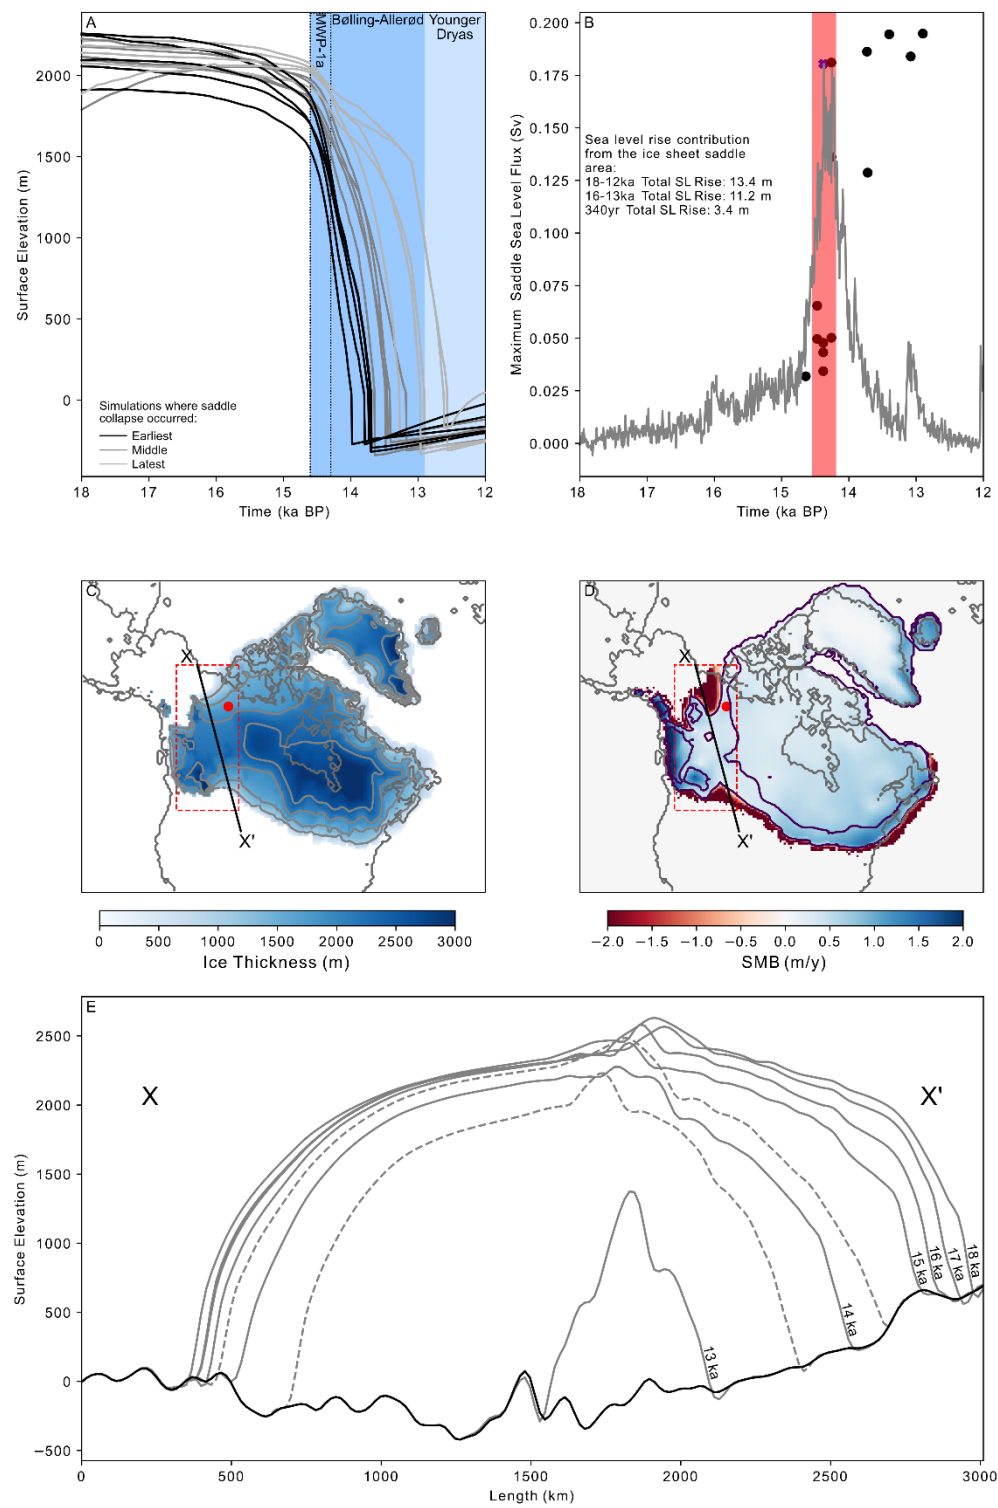 A
MWP-1a
Bølling-Allerød
Younger
Dryas
2000
1500
1000
500
0
Surface Elevation (m)
Simulations where saddle
collapse occurred:
Earliest
Middle
Latest
18 17 16 15 14 13 12
Time (ka BP)
B
0.200
0.175
0.150
0.125
0.100
0.075
0.050
0.025
0.000
Maximum Saddle Sea Level Flux (Sv)
Sea level rise contribution
from the ice sheet saddle
area:
18-12ka Total SL Rise: 13.4 m
16-13ka Total SL Rise: 11.2 m
340yr Total SL Rise: 3.4 m
18 17 16 15 14 13 12
Time (ka BP)
C
X
X'
0 500 1000 1500 2000 2500 3000
Ice Thickness (m)
D
X
X'
−2.0 −1.5 −1.0 −0.5 0.0 0.5 1.0 1.5 2.0
SMB (m/y)
E
2500
2000
1500
1000
500
0
−500
Surface Elevation (m)
X
X'
13 ka
14 ka
15 ka
16 ka
17 ka
18 ka
0 500 1000 1500 2000 2500 3000
Length (km)